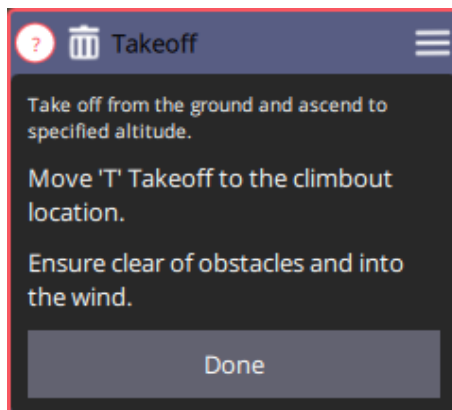 ? Takeoff
Take off from the ground and ascend to
specified altitude.
Move 'T' Takeoff to the climbout
location.
Ensure clear of obstacles and into
the wind.
Done